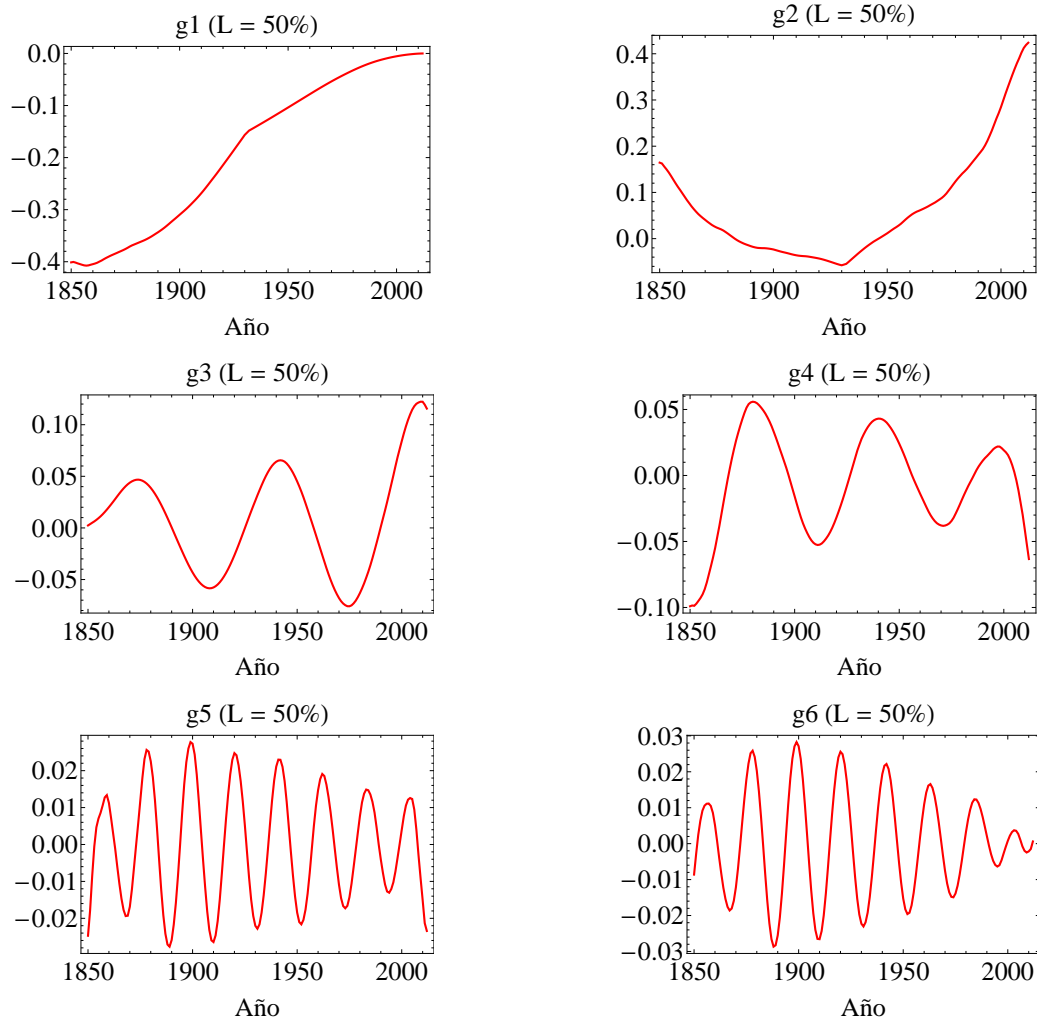 g1 (L = 50%)
0.0
−0.1
−0.2
−0.3
−0.4
1850 1900 1950 2000
Año
g2 (L = 50%)
0.4
0.3
0.2
0.1
0.0
1850 1900 1950 2000
Año
g3 (L = 50%)
0.10
0.05
0.00
−0.05
1850 1900 1950 2000
Año
g4 (L = 50%)
0.05
0.00
−0.05
−0.10
1850 1900 1950 2000
Año
g5 (L = 50%)
0.02
0.01
0.00
−0.01
−0.02
1850 1900 1950 2000
Año
g6 (L = 50%)
0.03
0.02
0.01
0.00
−0.01
−0.02
−0.03
1850 1900 1950 2000
Año